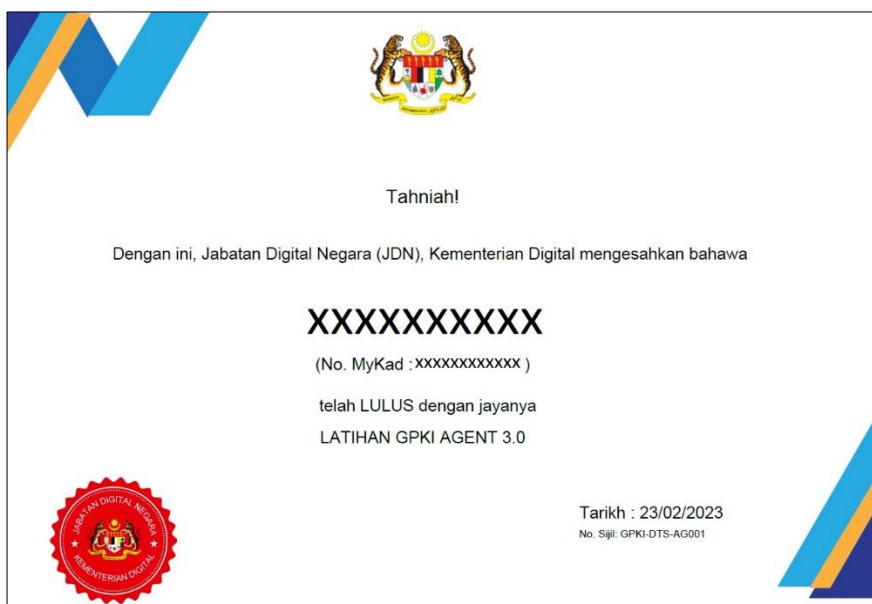 Tahniah!
Dengan ini, Jabatan Digital Negara (JDN), Kementerian Digital mengesahkan bahawa
XXXXXXXXXX
(No. MyKad : XXXXXXXXXXXX )
telah LULUS dengan jayanya
LATIHAN GPKI AGENT 3.0
JABATAN DIGITAL NEGARA
KEMENTERIAN DIGITAL
Tarikh : 23/02/2023
No. Sijil: GPKI-DTS-AG001